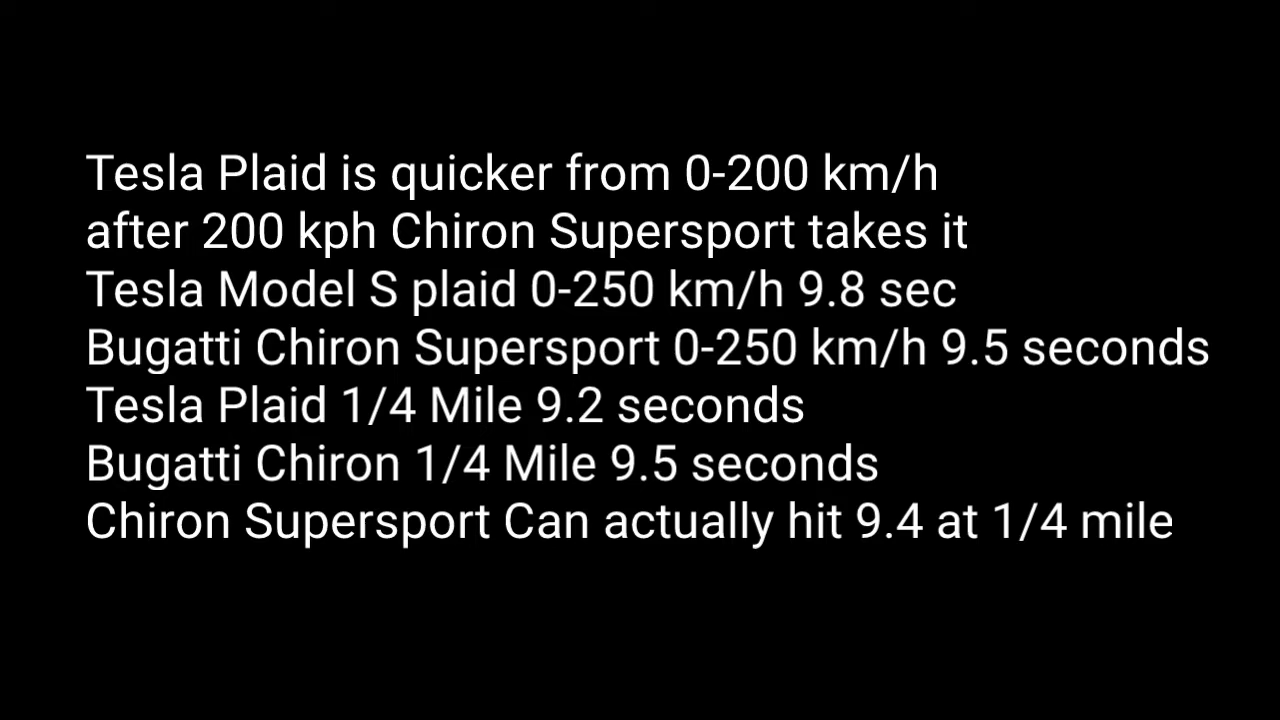 Tesla Plaid is quicker from 0-200 km/h
after 200 kph Chiron Supersport takes it
Tesla Model S plaid 0-250 km/h 9.8 sec
Bugatti Chiron Supersport 0-250 km/h 9.5 seconds
Tesla Plaid 1/4 Mile 9.2 seconds
Bugatti Chiron 1/4 Mile 9.5 seconds
Chiron Supersport Can actually hit 9.4 at 1/4 mile